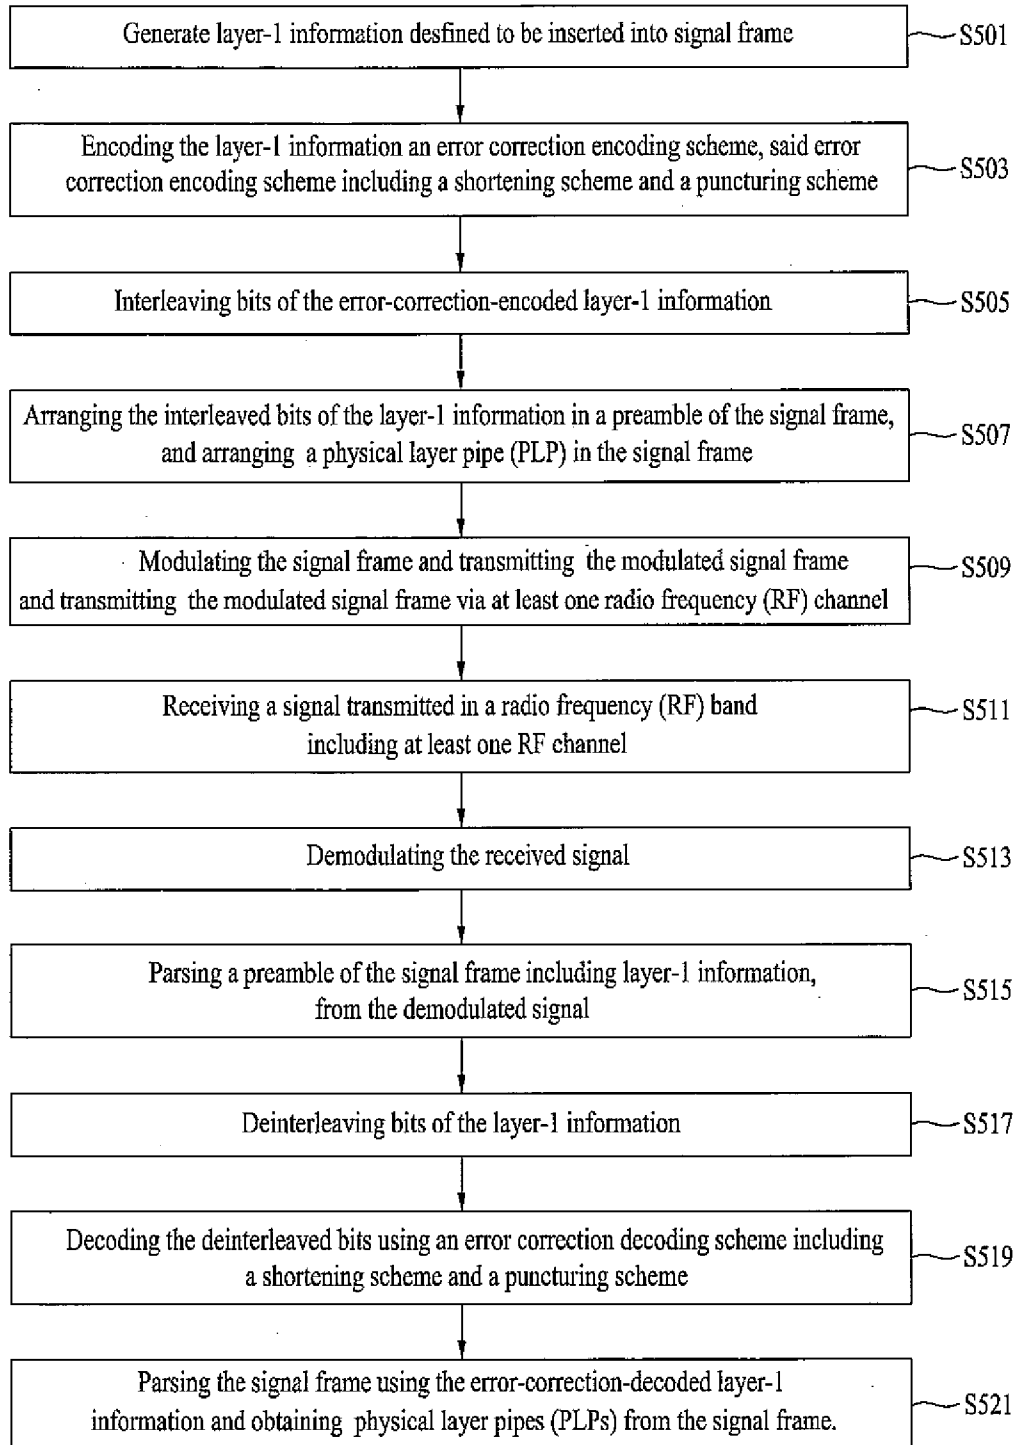 Generate layer-1 information desfined to be inserted into signal frame
S501
Encoding the layer-1 information an error correction encoding scheme, said error
correction encoding scheme including a shortening scheme and a puncturing scheme
S503
Interleaving bits of the error-correction-encoded layer-1 information
S505
Arranging the interleaved bits of the layer-1 information in a preamble of the signal frame,
and arranging a physical layer pipe (PLP) in the signal frame
S507
Modulating the signal frame and transmitting the modulated signal frame
and transmitting the modulated signal frame via at least one radio frequency (RF) channel
S509
Receiving a signal transmitted in a radio frequency (RF) band
including at least one RF channel
S511
Demodulating the received signal
S513
Parsing a preamble of the signal frame including layer-1 information,
from the demodulated signal
S515
Deinterleaving bits of the layer-1 information
S517
Decoding the deinterleaved bits using an error correction decoding scheme including
a shortening scheme and a puncturing scheme
S519
Parsing the signal frame using the error-correction-decoded layer-1
information and obtaining physical layer pipes (PLPs) from the signal frame.
S521